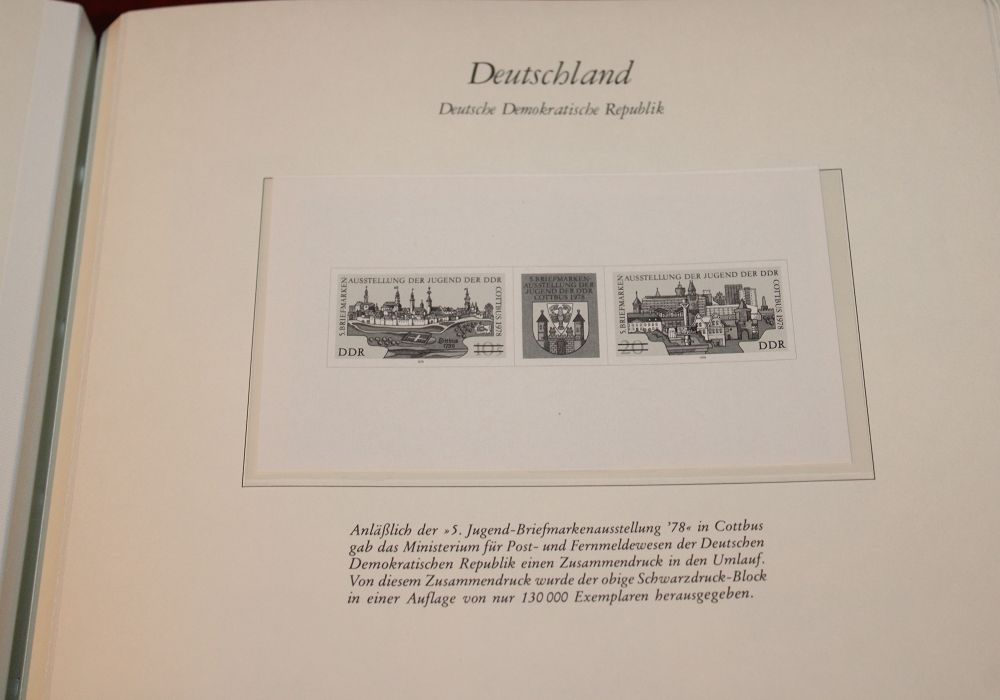 Deutschland
Deutsche Demokratische Republik
5. BRIEFMARKEN
AUSSTELLUNG DER JUGEND DER DDR
COTTBUS 1978
Cottbus
1730
DDR
10
5. BRIEFMARKEN-
AUSSTELLUNG DER
JUGEND DER DDR
COTTBUS 1978
5. BRIEFMARKEN
AUSSTELLUNG DER JUGEND DER DDR
COTTBUS 1978
20
DDR
Anläßlich der »5. Jugend-Briefmarkenausstellung '78« in Cottbus
gab das Ministerium für Post- und Fernmeldewesen der Deutschen
Demokratischen Republik einen Zusammendruck in den Umlauf.
Von diesem Zusammendruck wurde der obige Schwarzdruck-Block
in einer Auflage von nur 130 000 Exemplaren herausgegeben.